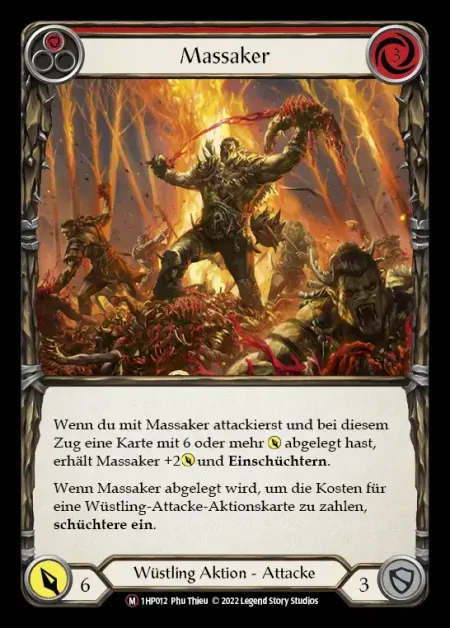 Massaker
3
Wenn du mit Massaker attackierst und bei diesem
Zug eine Karte mit 6 oder mehr abgelegt hast,
erhält Massaker +2 und Einschüchtern.
Wenn Massaker abgelegt wird, um die Kosten für
eine Wüstling-Attacke-Aktionskarte zu zahlen,
schüchtere ein.
6
Wüstling Aktion - Attacke
3
M 1HP012 Phu Thieu © 2022 Legend Story Studios